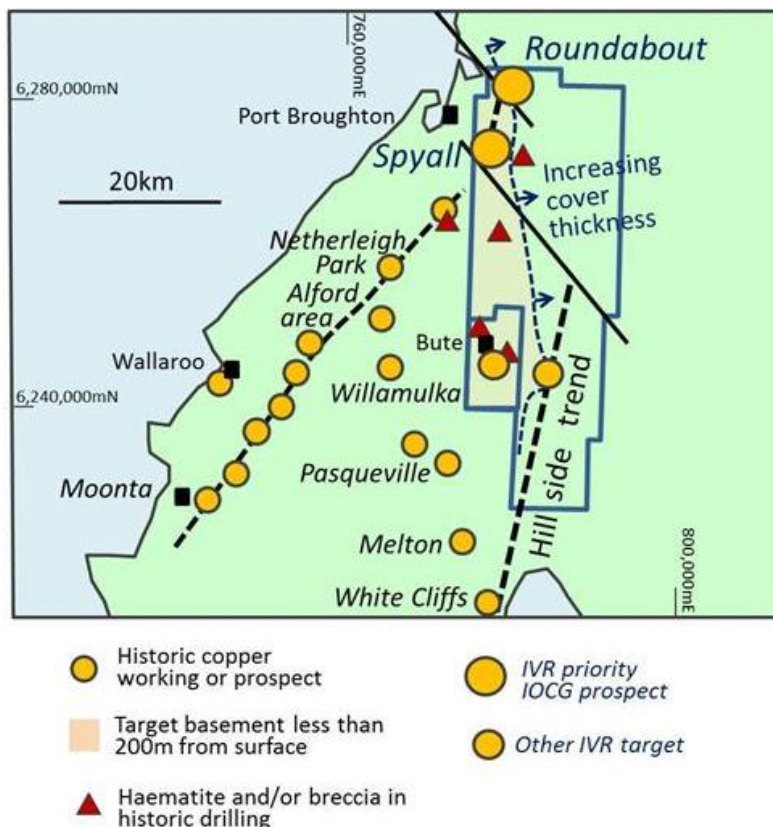 760,000mE
Roundabout
6,280,000mN
Port Broughton
Spyall
Increasing
cover
thickness
20km
Netherleigh
Park
Alford
area
Wallaroo
Bute
Willamulka
6,240,000mN
Hill side trend
Pasqueville
Moonta
Melton
800,000mE
White Cliffs
Historic copper
working or prospect
IVR priority
IOCG prospect
Target basement less than
200m from surface
Other IVR target
Haematite and/or breccia in
historic drilling